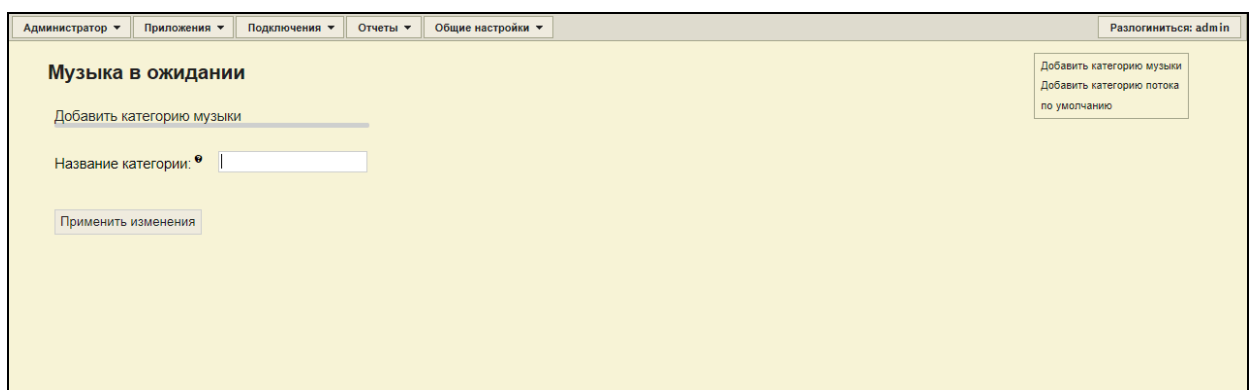 Администратор Приложения Подключения Отчеты Общие настройки Разлогиниться: admin
Музыка в ожидании
Добавить категорию музыки
Название категории:
Применить изменения
Добавить категорию музыки
Добавить категорию потока
по умолчанию